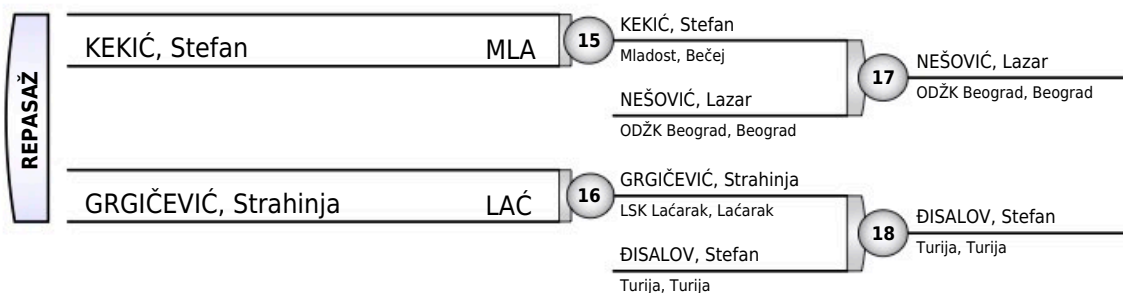 REPASAŽ
KEKIĆ, Stefan MLA
15
KEKIĆ, Stefan
Mladost, Bečej
NEŠOVIĆ, Lazar
ODŽK Beograd, Beograd
17
NEŠOVIĆ, Lazar
ODŽK Beograd, Beograd
GRGIČEVIĆ, Strahinja LAĆ
16
GRGIČEVIĆ, Strahinja
LSK Laćarak, Laćarak
ĐISALOV, Stefan
Turija, Turija
18
ĐISALOV, Stefan
Turija, Turija